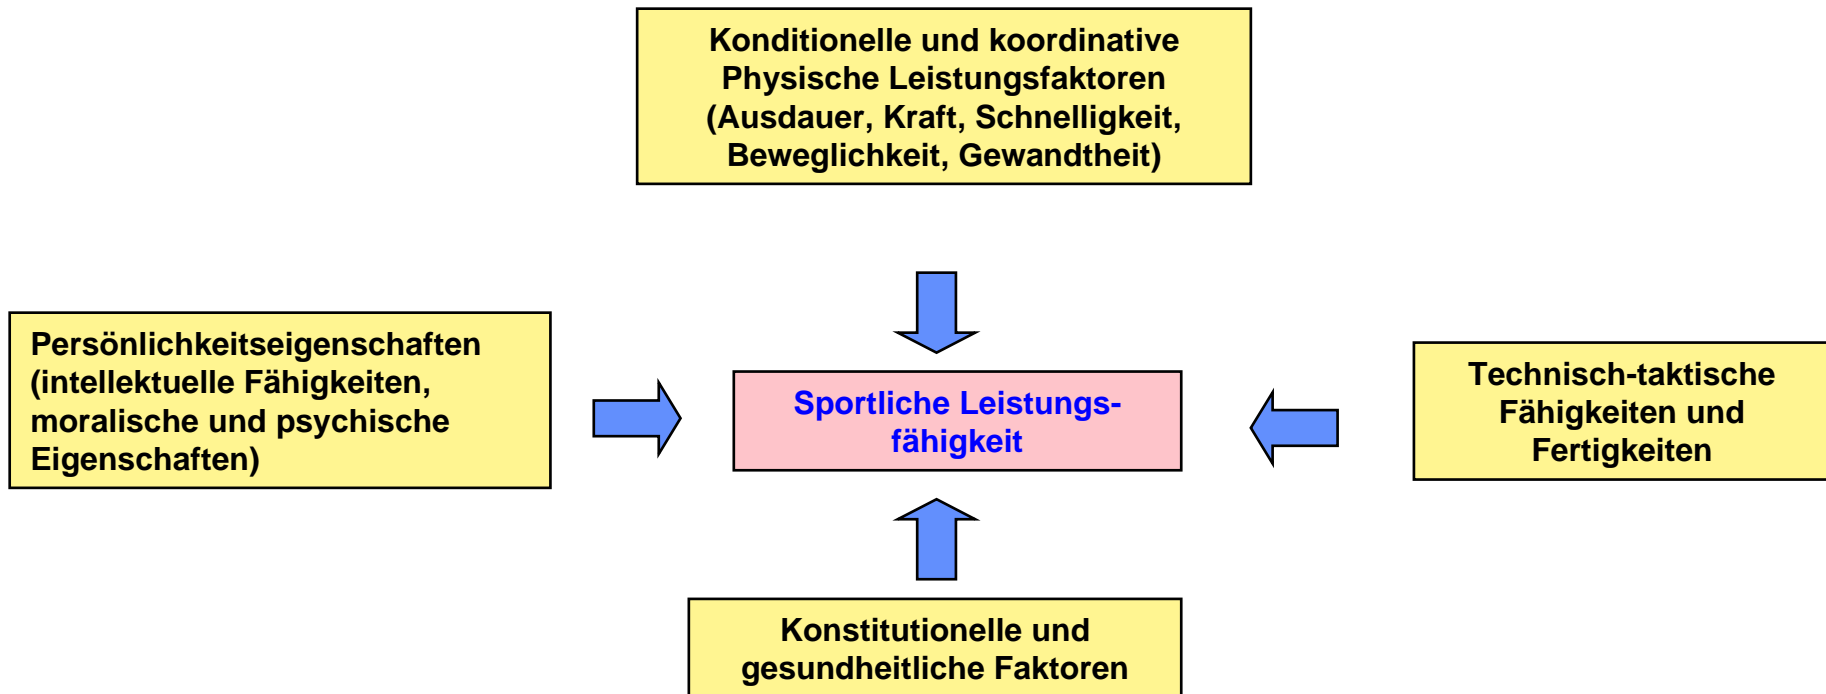 Konditionelle und koordinative
Physische Leistungsfaktoren
(Ausdauer, Kraft, Schnelligkeit,
Beweglichkeit, Gewandtheit)
Persönlichkeitseigenschaften
(intellektuelle Fähigkeiten,
moralische und psychische
Eigenschaften)
Sportliche Leistungs-
fähigkeit
Technisch-taktische
Fähigkeiten und
Fertigkeiten
Konstitutionelle und
gesundheitliche Faktoren